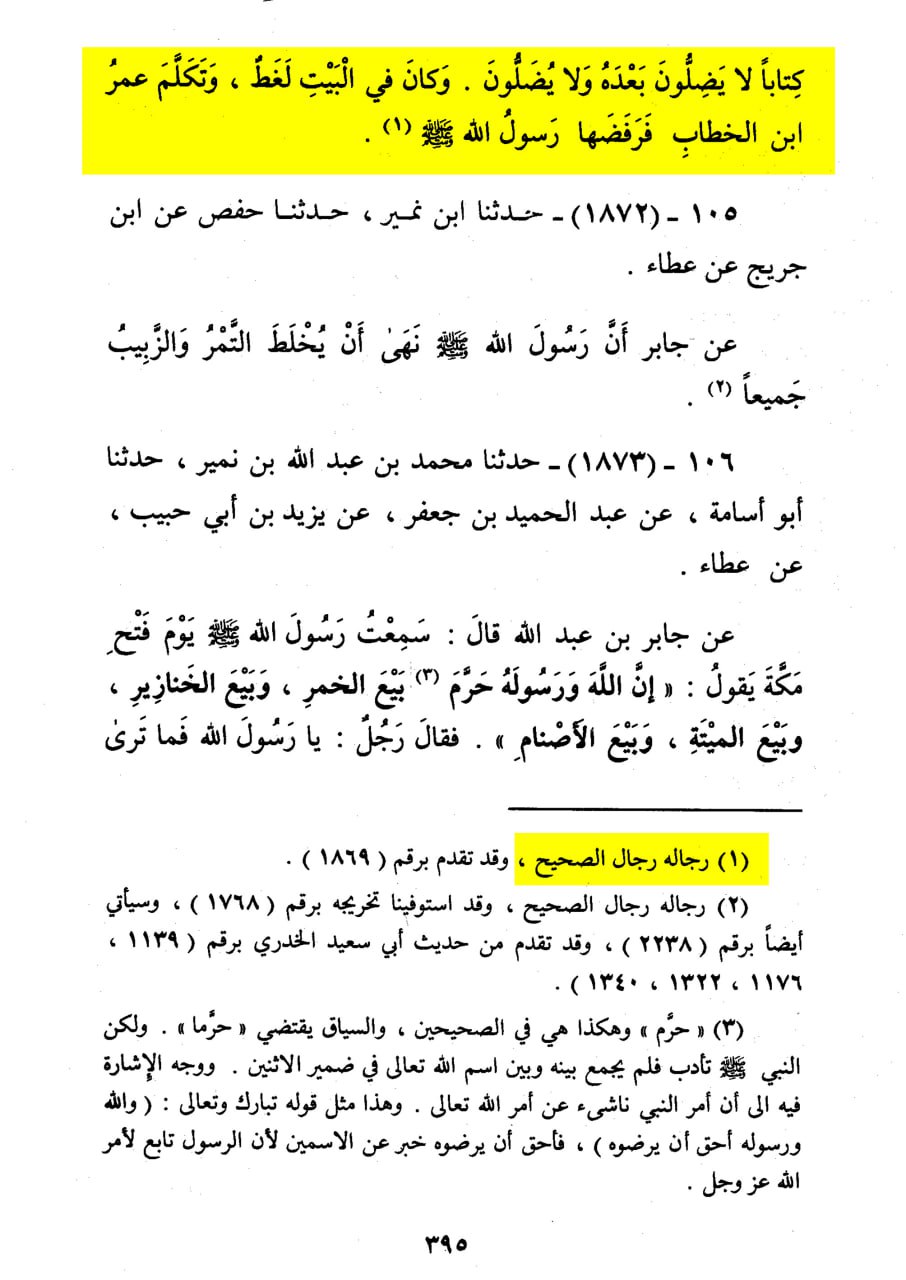 كِتاباً لا يَضِلُّونَ بَعْدَهُ وَلا يُضَلُّونَ . وَكانَ في الْبَيْتِ لَغَطٌ ، وَتَكَلَّمَ عمرُ
ابن الخطابِ فَرَفَضَها رَسولُ الله ﷺ (١) .
١٠٥ ـ (١٨٧٢) ـ حدثنا ابن نمير ، حدثنا حفص عن ابن
جريج عن عطاء .
عن جابر أَنَّ رَسُولَ الله ﷺ نَهَىٰ أَنْ يُخْلَطَ التَّمْرُ وَالزَّبِيبُ
جَميعاً (٢) .
١٠٦ ـ (١٨٧٣) ـ حدثنا محمد بن عبد الله بن نمير ، حدثنا
أبو أسامة ، عن عبد الحميد بن جعفر ، عن يزيد بن أبي حبيب ،
عن عطاء .
عن جابر بن عبد الله قالَ : سَمِعْتُ رَسُولَ الله ﷺ يَوْمَ فَتْحِ
مَكَّةَ يَقولُ : « إنَّ اللَّهَ وَرَسُولَهُ حَرَّمَ (٣) بَيْعَ الخمرِ ، وَبَيْعَ الخَنازِيرِ ،
وبَيْعَ الميْتَةِ ، وَبَيْعَ الأَصْنامِ » . فقالَ رَجُلٌ : يا رَسُولَ الله فَما تَرىٰ
(١) رجاله رجال الصحيح ، وقد تقدم برقم ( ١٨٦٩ ) .
(٢) رجاله رجال الصحيح ، وقد استوفينا تخريجه برقم ( ١٧٦٨ ) ، وسيأتي
أيضاً برقم ( ٢٢٣٨ ) ، وقد تقدم من حديث أبي سعيد الخدري برقم ( ١١٣٩ ،
١١٧٦ ، ١٣٢٢ ، ١٣٤٠ ) .
(٣) « حرَّم » وهكذا هي في الصحيحين ، والسياق يقتضي « حرَّما » . ولكن
النبي ﷺ تأدب فلم يجمع بينه وبين اسم الله تعالى في ضمير الاثنين . ووجه الإِشارة
فيه الى أن أمر النبي ناشىء عن أمر الله تعالى . وهذا مثل قوله تبارك وتعالى : ( والله
ورسوله أحق أن يرضوه ) ، فأحق أن يرضوه خبر عن الاسمين لأن الرسول تابع لأمر
الله عز وجل .
٣٩٥